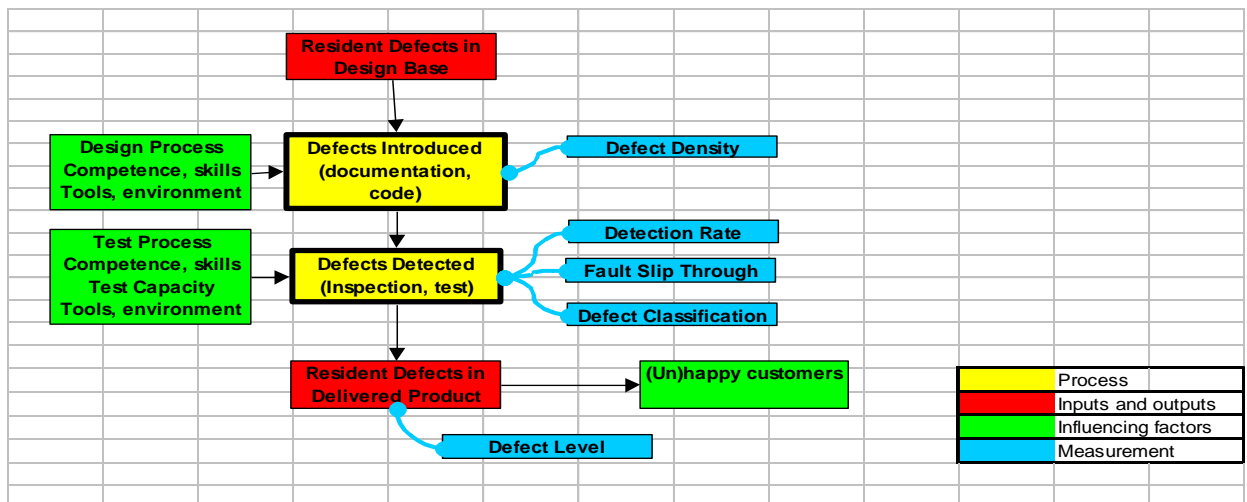 Resident Defects in
Design Base
Design Process
Competence, skills
Tools, environment
Defects Introduced
(documentation,
code)
Defect Density
Test Process
Competence, skills
Test Capacity
Tools, environment
Defects Detected
(Inspection, test)
Detection Rate
Fault Slip Through
Defect Classification
Resident Defects in
Delivered Product
(Un)happy customers
Defect Level
Process
Inputs and outputs
Influencing factors
Measurement